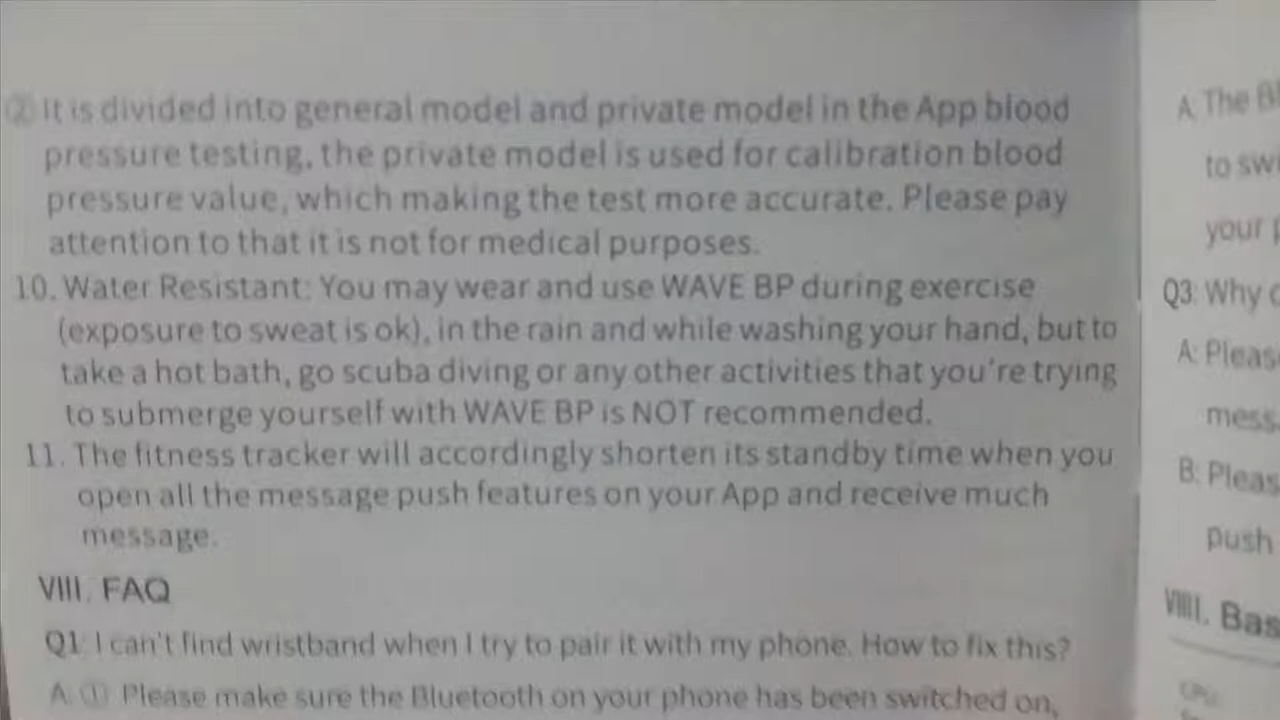 ② It is divided into general model and private model in the App blood
pressure testing, the private model is used for calibration blood
pressure value, which making the test more accurate. Please pay
attention to that it is not for medical purposes.
10. Water Resistant: You may wear and use WAVE BP during exercise
(exposure to sweat is ok), in the rain and while washing your hand, but to
take a hot bath, go scuba diving or any other activities that you're trying
to submerge yourself with WAVE BP is NOT recommended.
11. The fitness tracker will accordingly shorten its standby time when you
open all the message push features on your App and receive much
message.
VIII. FAQ
Q1: I can't find wristband when I try to pair it with my phone. How to fix this?
A. ① Please make sure the Bluetooth on your phone has been switched on,
A. The
to
your
Q3: Why
A:
B:
push
VIIII.
CPU: